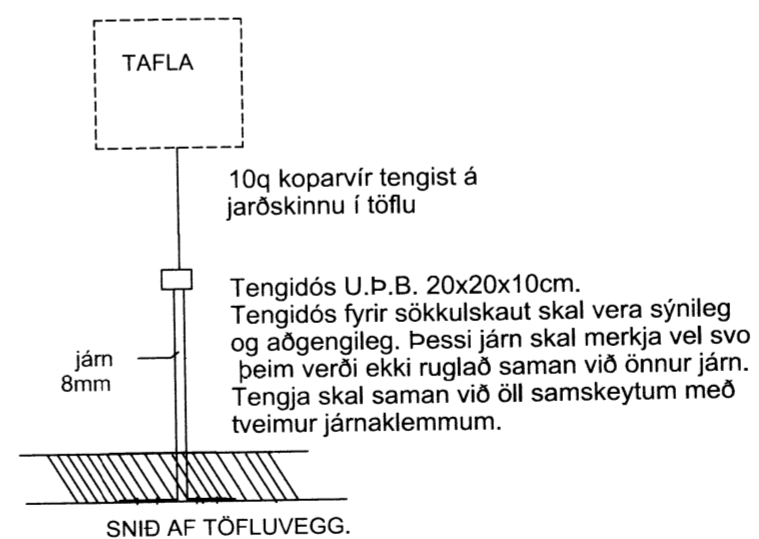 TAFLA
10q koparvír tengist á
jarðskinnu í töflu
Tengidós U.Þ.B. 20x20x10cm.
Tengidós fyrir sökkulskaut skal vera sýnileg
og aðgengileg. Þessi járn skal merkja vel svo
þeim verði ekki ruglað saman við önnur járn.
Tengja skal saman við öll samskeytum með
tveimur járnaklemmum.
járn
8mm
SNIÐ AF TÖFLUVEGG.